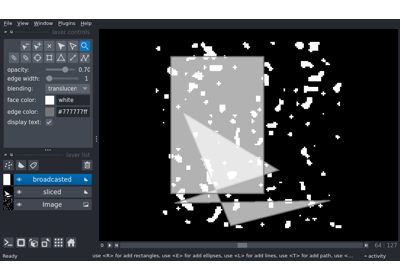 File View Window Plugins Help
layer controls
opacity: 0.70
edge width: 1
blending: translucen
face color: white
edge color: #777777ff
display text:
layer list
broadcasted
sliced
Image
64 | 127
Ready use <R> for add rectangles, use <E> for add ellipses, use <L> for add lines, use <T> for add path, use <... activity